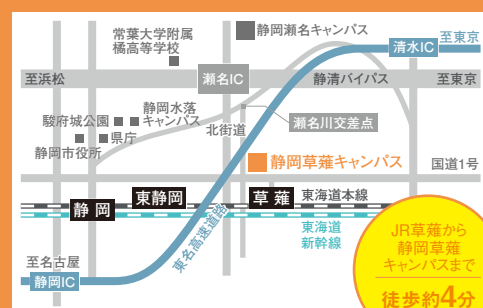 常葉大学附属
橘高等学校
静岡瀬名キャンパス
至東京
清水IC
至浜松
瀬名IC
静清バイパス
至東京
静岡水落
キャンパス
駿府城公園
県庁
静岡市役所
北街道
瀬名川交差点
静岡草薙キャンパス
国道1号
静岡
東静岡
草薙
東海道本線
東海道
新幹線
東名高速道路
至名古屋
静岡IC
JR草薙から
静岡草薙
キャンパスまで
徒歩約4分